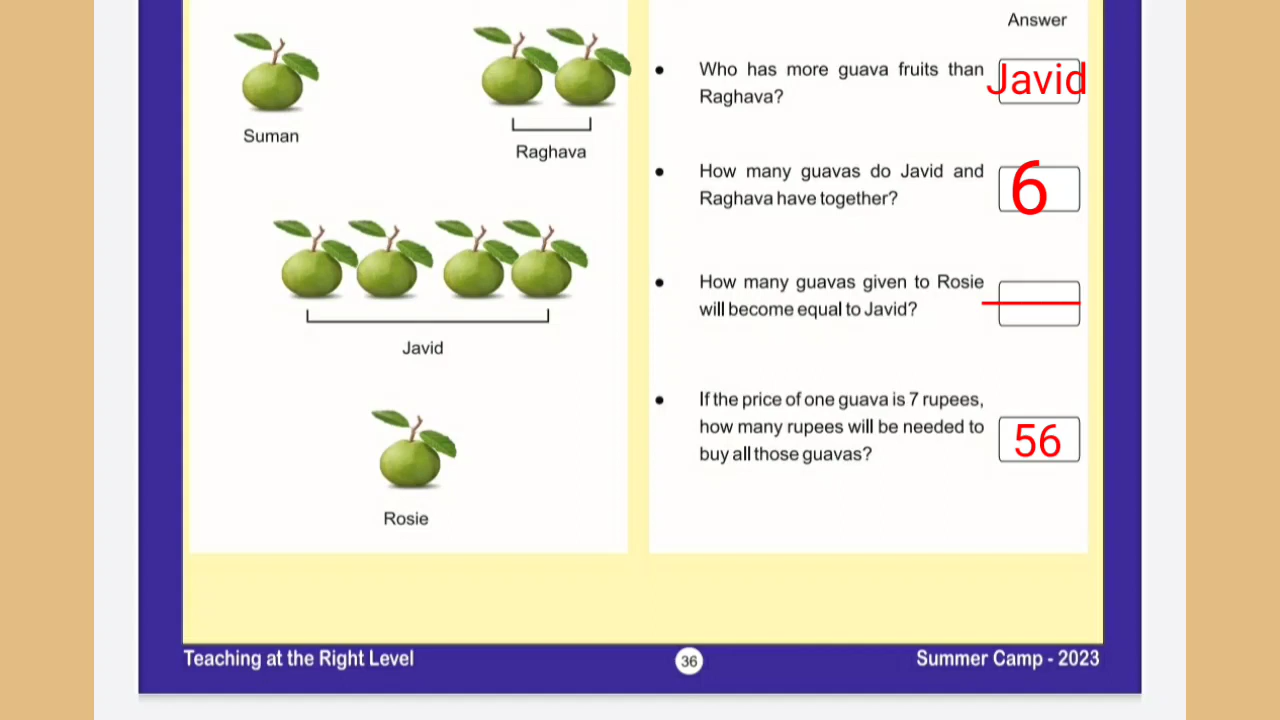 Answer
Suman
Raghava
Javid
Rosie
Who has more guava fruits than
Raghava?
Javid
How many guavas do Javid and
Raghava have together?
6
How many guavas given to Rosie
will become equal to Javid?
If the price of one guava is 7 rupees,
how many rupees will be needed to
buy all those guavas?
56
Teaching at the Right Level
36
Summer Camp - 2023